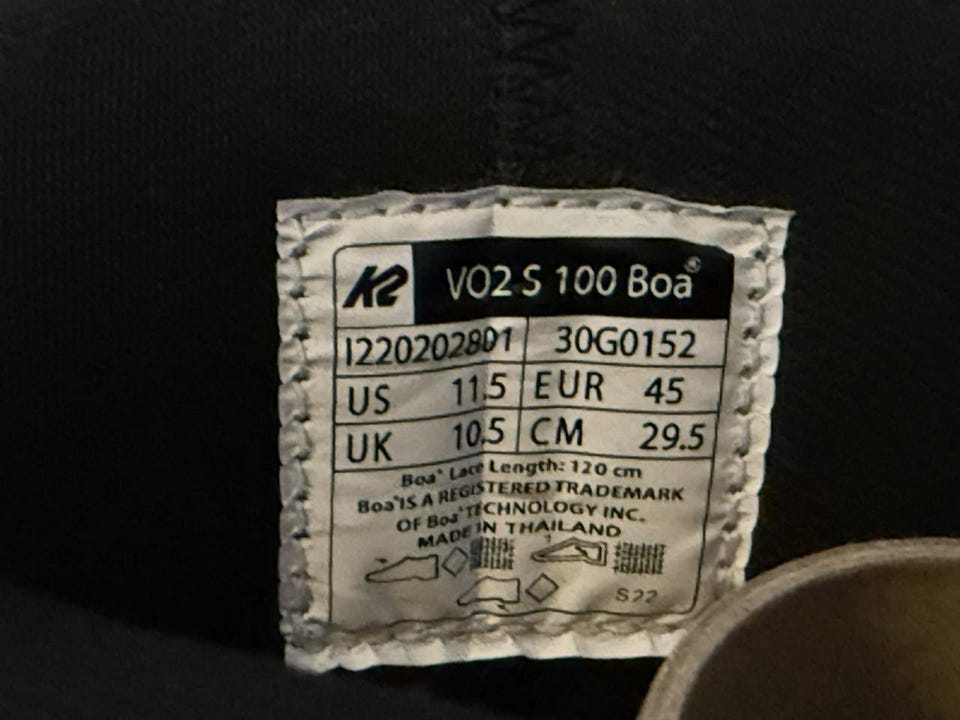 K2 VO2 S 100 Boa®
I220202801 30G0152
US 11.5 EUR 45
UK 10.5 CM 29.5
Boa® Lace Length: 120 cm
Boa® IS A REGISTERED TRADEMARK
OF Boa® TECHNOLOGY INC.
MADE IN THAILAND
S22